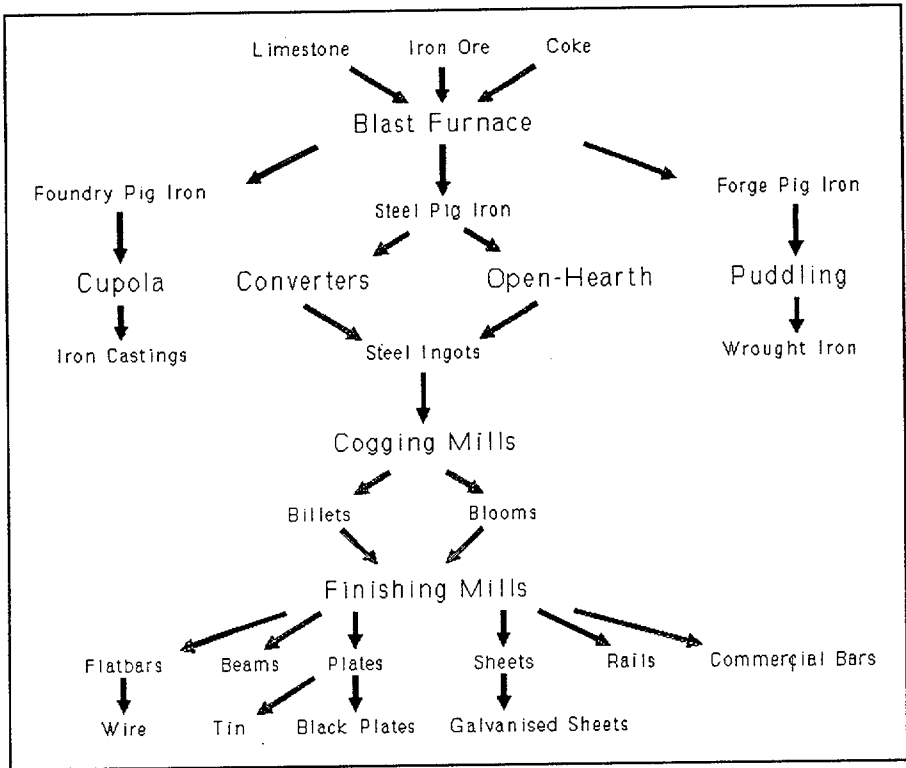 Limestone Iron Ore Coke
Blast Furnace
Foundry Pig Iron Steel Pig Iron Forge Pig Iron
Cupola Converters Open-Hearth Puddling
Iron Castings Steel Ingots Wrought Iron
Cogging Mills
Billets Blooms
Finishing Mills
Flatbars Beams Plates Sheets Rails Commercial Bars
Wire Tin Black Plates Galvanised Sheets